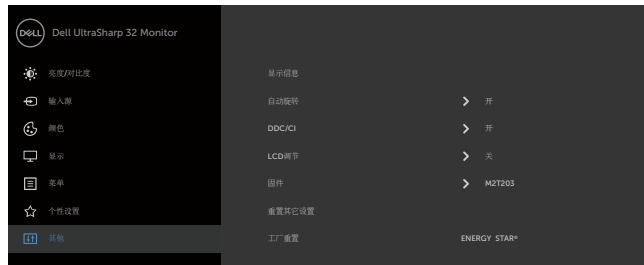 DELL Dell UltraSharp 32 Monitor
亮度/对比度 显示信息
输入源 自动旋转 开
颜色 DDC/CI 开
显示 LCD调节 关
菜单 固件 M2T203
个性设置 重置其它设置
其他 工厂重置 ENERGY STAR®